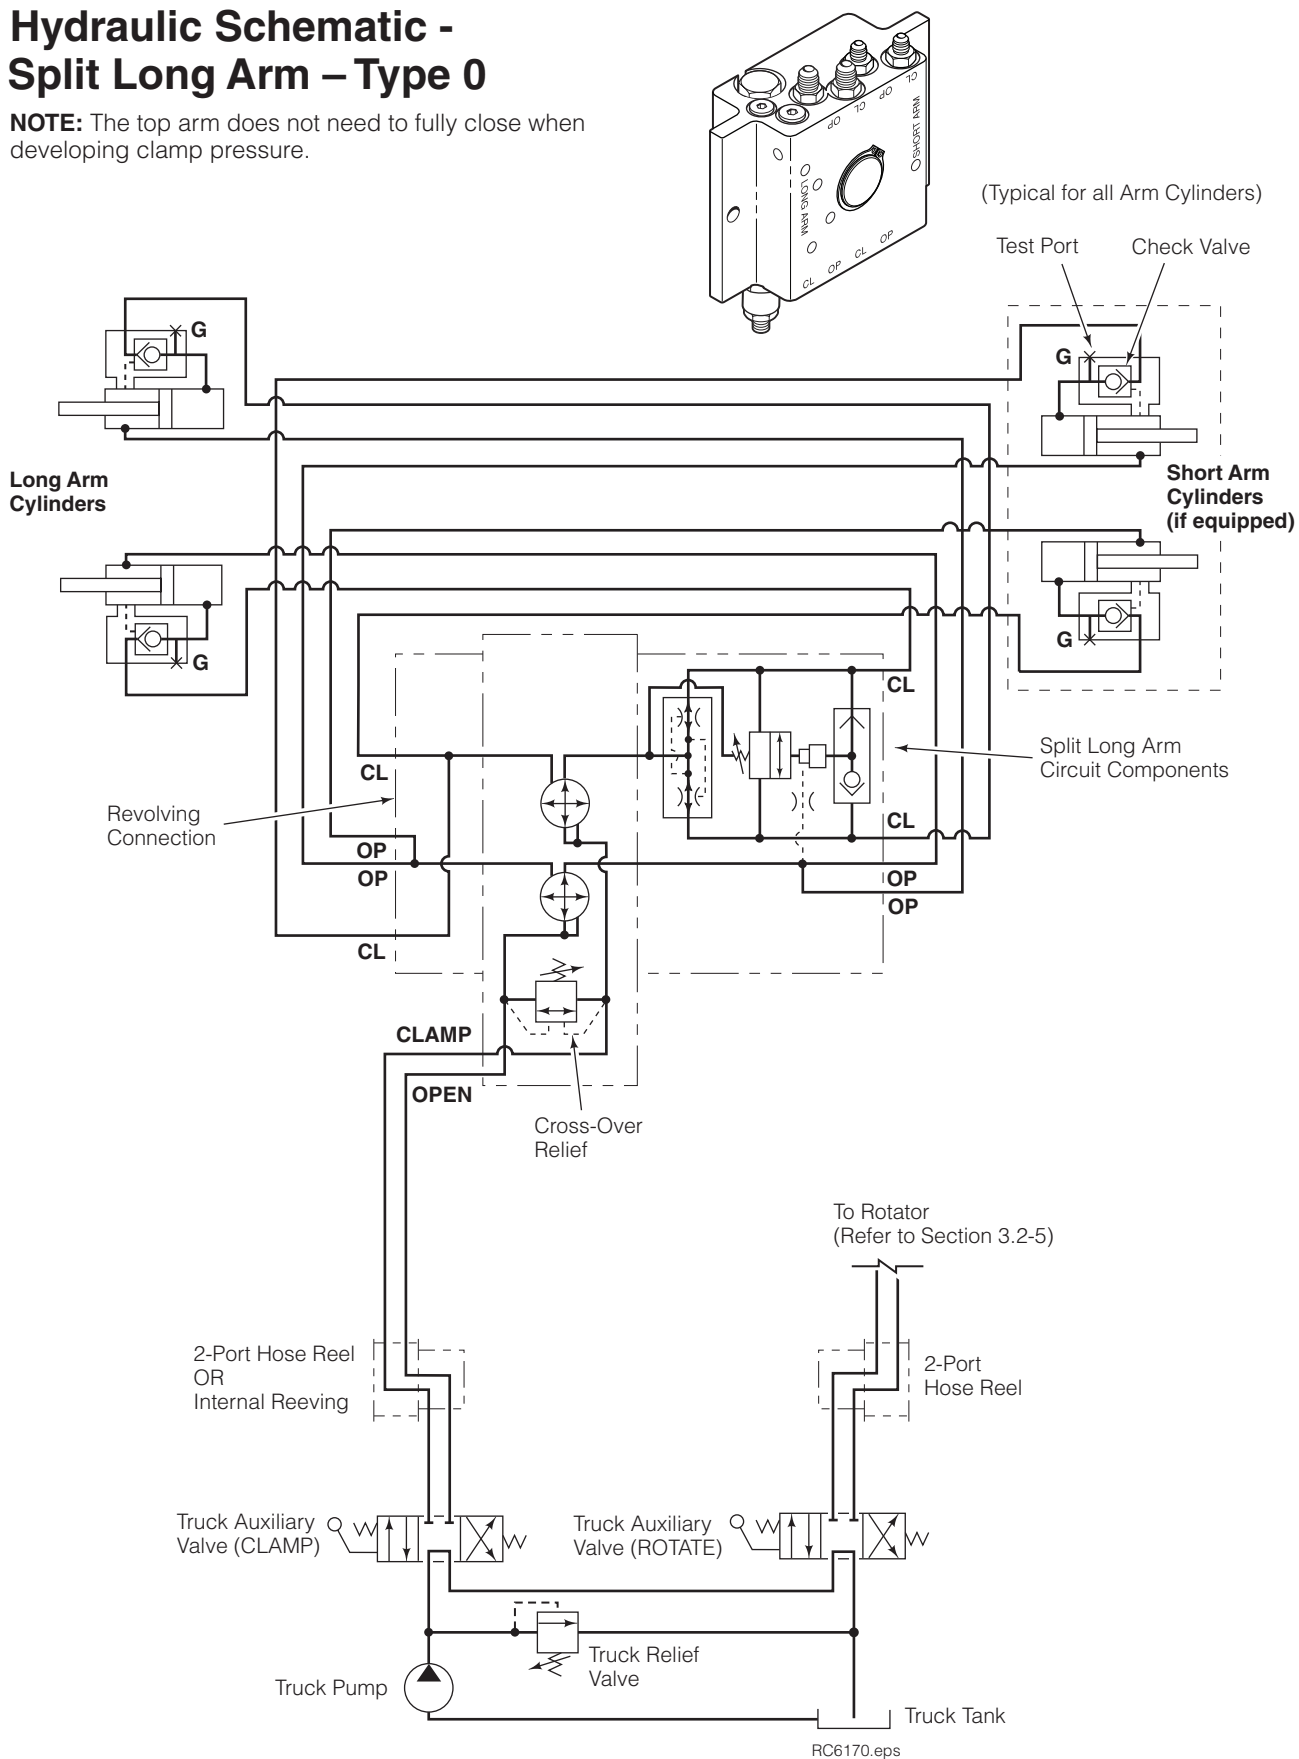 Hydraulic Schematic -
Split Long Arm – Type 0
NOTE: The top arm does not need to fully close when
developing clamp pressure.
CL
OP
CL
OP
SHORT ARM
LONG ARM
CL
OP
CL
OP
(Typical for all Arm Cylinders)
Test Port
Check Valve
G
G
Long Arm
Cylinders
Short Arm
Cylinders
(if equipped)
G
G
CL
Split Long Arm
Circuit Components
CL
Revolving
Connection
CL
OP
OP
OP
OP
CL
CLAMP
OPEN
Cross-Over
Relief
To Rotator
(Refer to Section 3.2-5)
2-Port Hose Reel
OR
Internal Reeving
2-Port
Hose Reel
Truck Auxiliary
Valve (CLAMP)
Truck Auxiliary
Valve (ROTATE)
Truck Relief
Valve
Truck Pump
Truck Tank
RC6170.eps